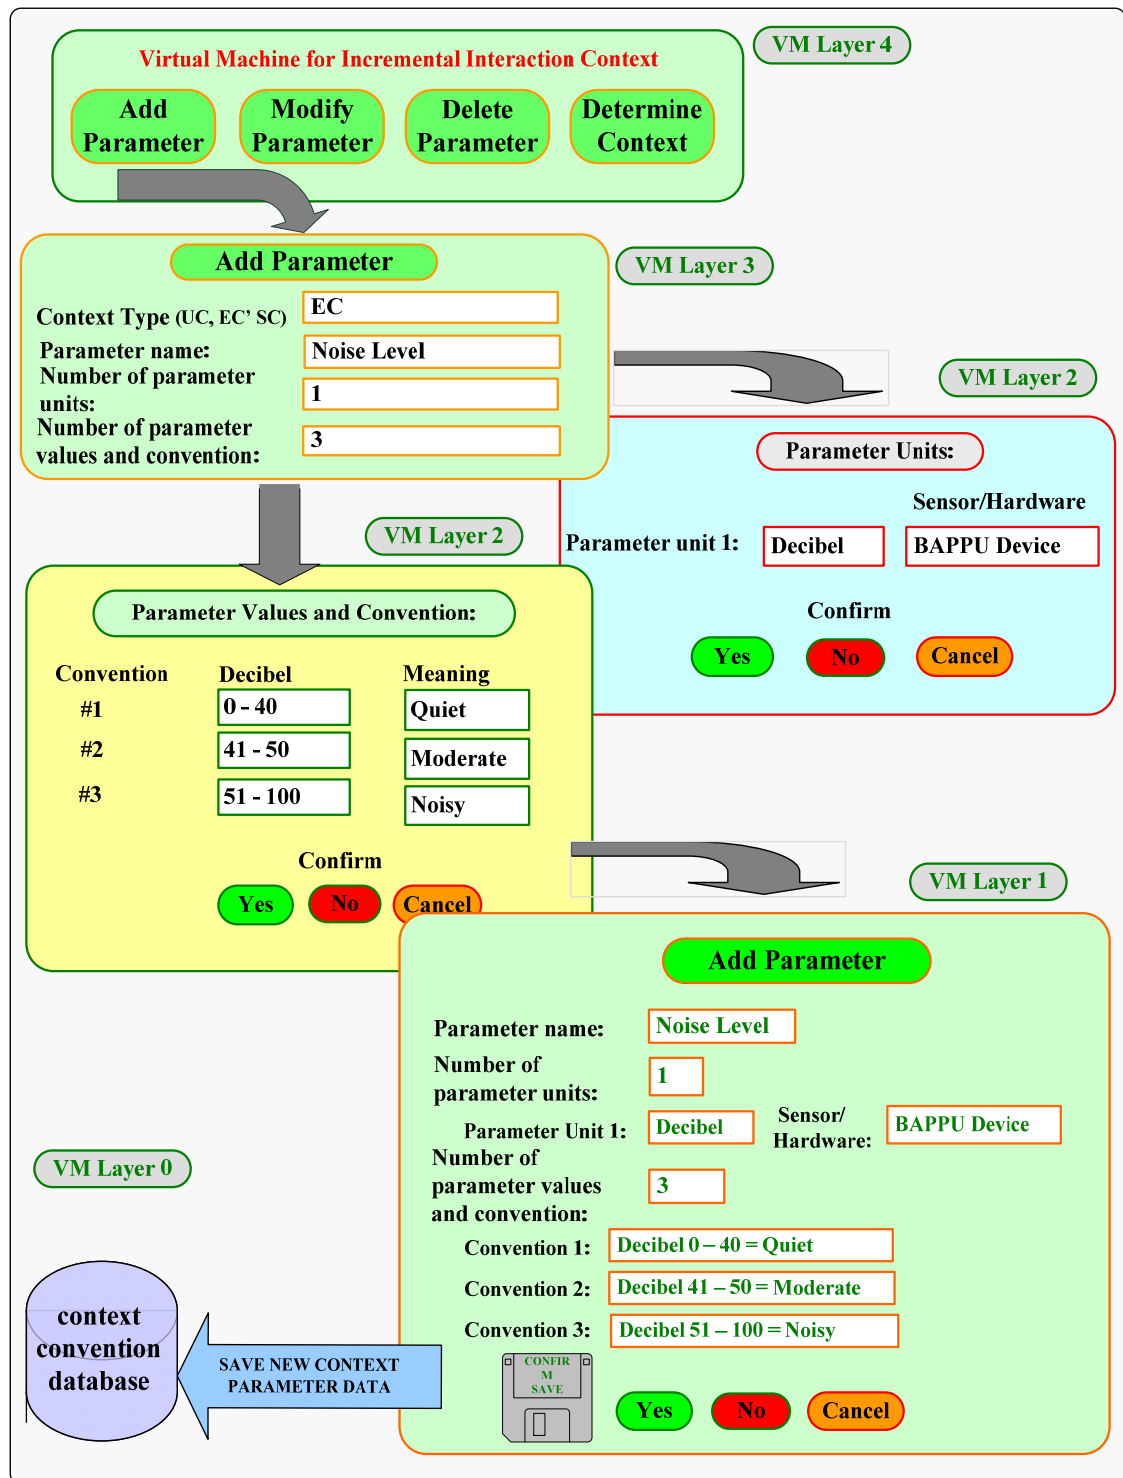 VM Layer 4
Virtual Machine for Incremental Interaction Context
Add Parameter
Modify Parameter
Delete Parameter
Determine Context
VM Layer 3
Add Parameter
Context Type (UC, EC’ SC)
EC
Parameter name:
Noise Level
Number of parameter
units:
1
Number of parameter
values and convention:
3
VM Layer 2
Parameter Units:
Sensor/Hardware
Parameter unit 1:
Decibel
BAPPU Device
Confirm
Yes
No
Cancel
VM Layer 2
Parameter Values and Convention:
Convention
Decibel
Meaning
#1
0 - 40
Quiet
#2
41 - 50
Moderate
#3
51 - 100
Noisy
Confirm
Yes
No
Cancel
VM Layer 1
Add Parameter
Parameter name:
Noise Level
Number of
parameter units:
1
Parameter Unit 1:
Decibel
Sensor/
Hardware:
BAPPU Device
Number of
parameter values
and convention:
3
Convention 1:
Decibel 0 – 40 = Quiet
Convention 2:
Decibel 41 – 50 = Moderate
Convention 3:
Decibel 51 – 100 = Noisy
CONFIR
M
SAVE
Yes
No
Cancel
VM Layer 0
context
convention
database
SAVE NEW CONTEXT
PARAMETER DATA